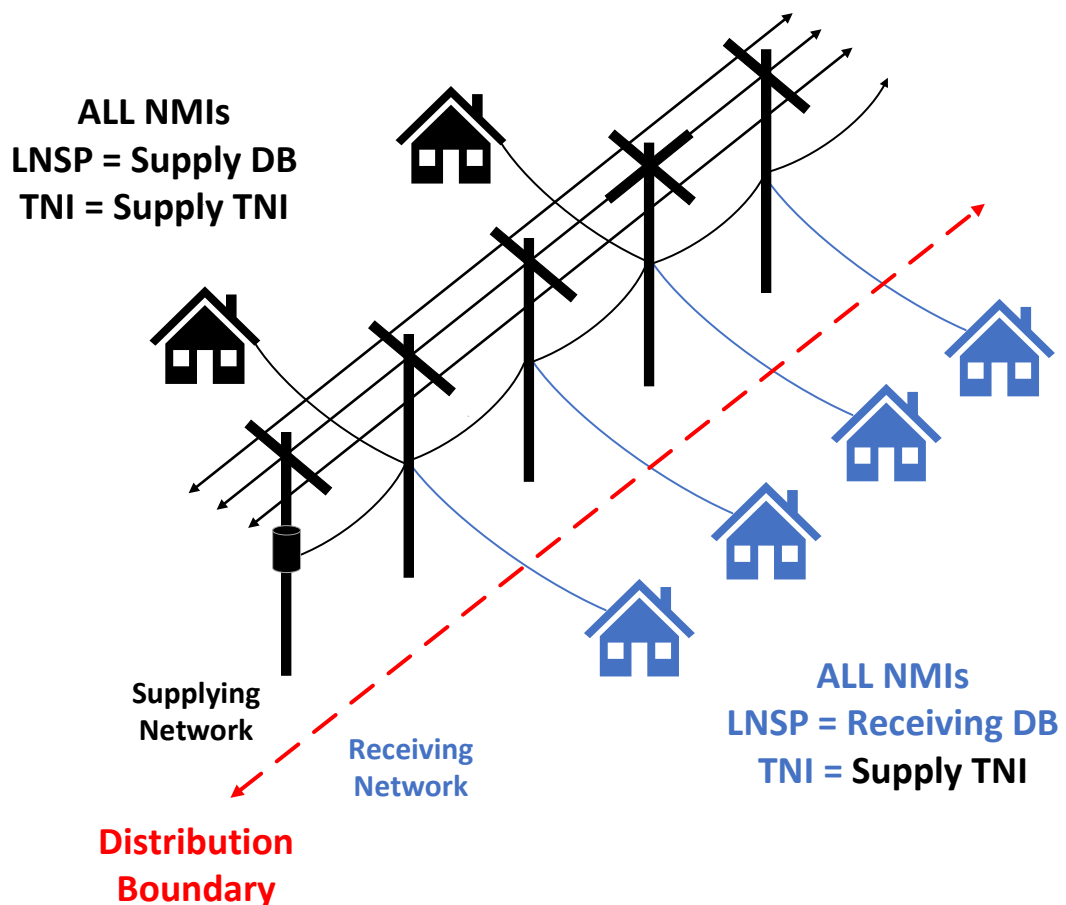 ALL NMIs
LNSP = Supply DB
TNI = Supply TNI
Supplying
Network
Receiving
Network
ALL NMIs
LNSP = Receiving DB
TNI = Supply TNI
Distribution
Boundary